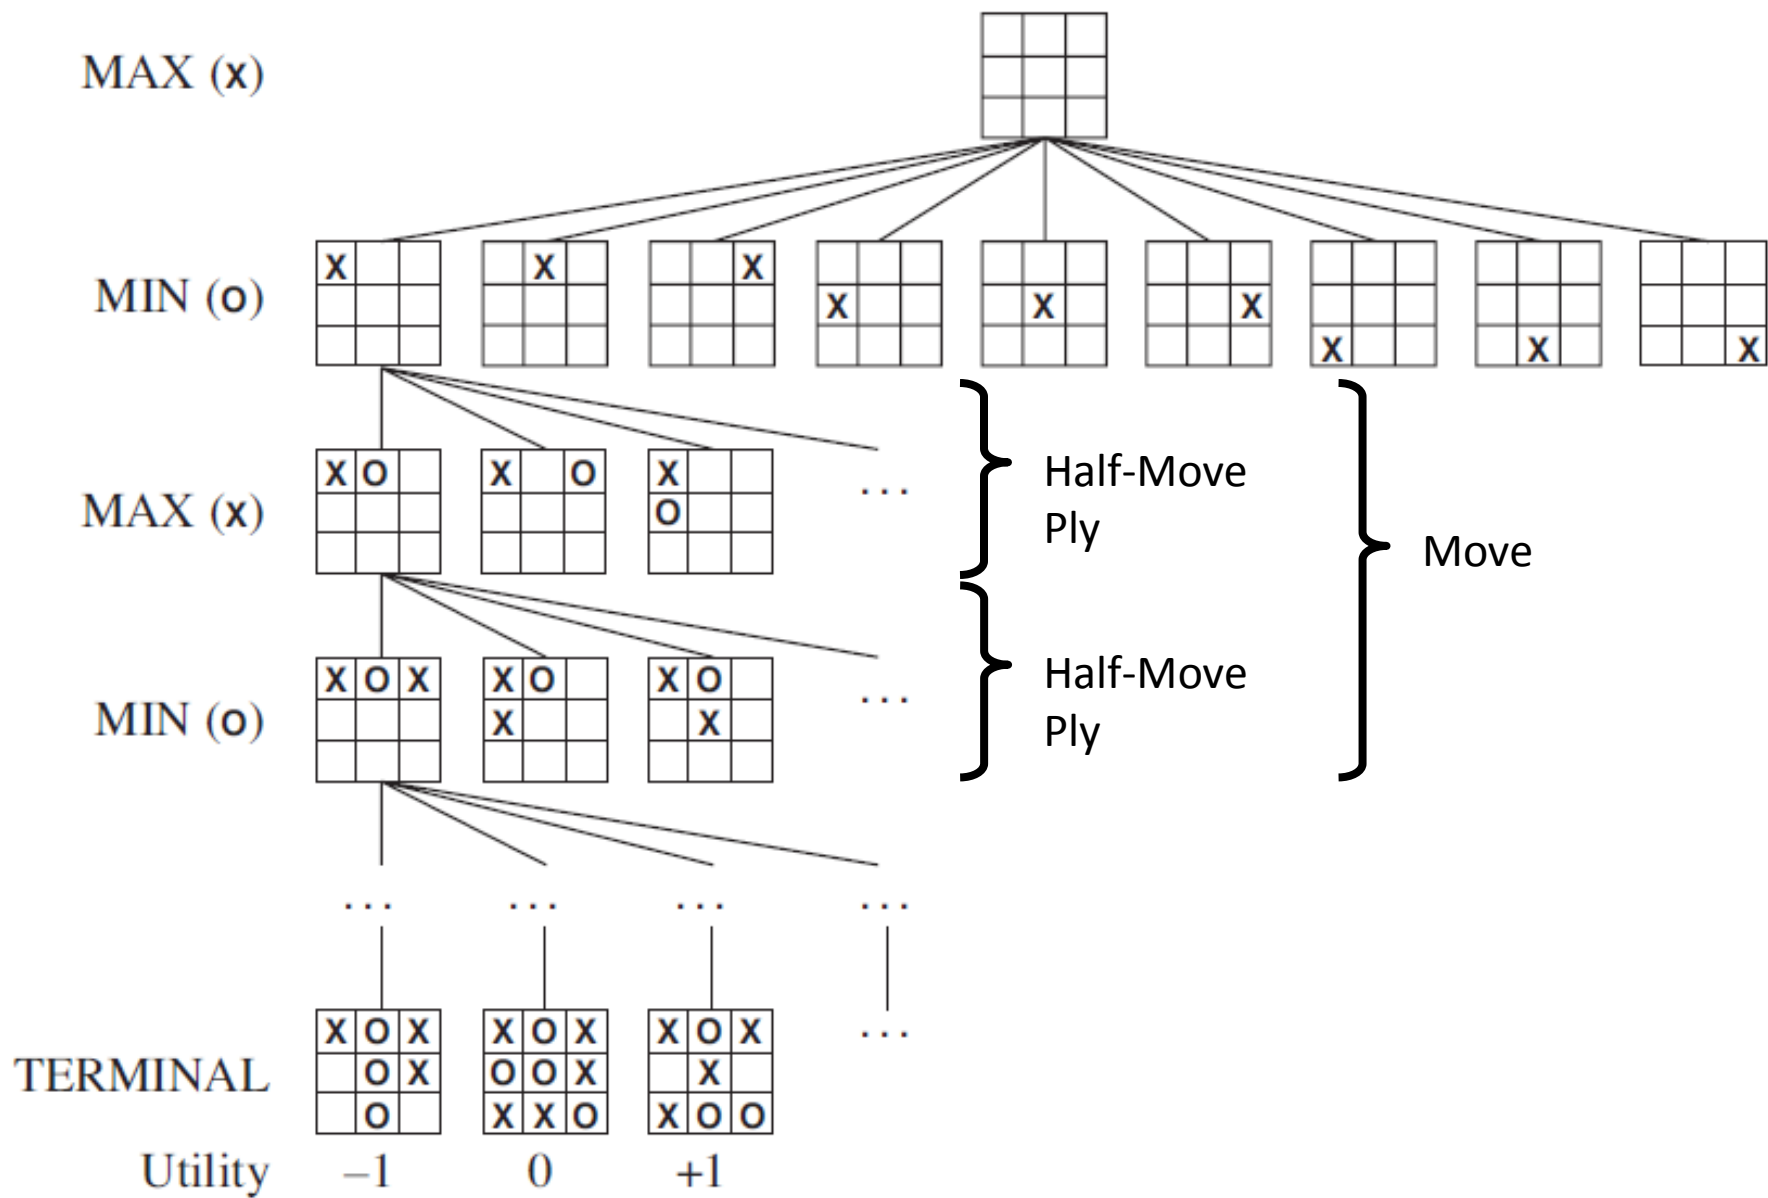 MAX (X)
X X X X X X X X X
MIN (O)
X O X O X
O
MAX (X)
. . .
Half-Move
Ply
Move
X O X X O X O
X X
MIN (O)
. . .
Half-Move
Ply
. . . . . . . . . . . .
X O X X O X X O X
. . .
O X O O X X
TERMINAL
O X X O X O O
Utility –1 0 +1